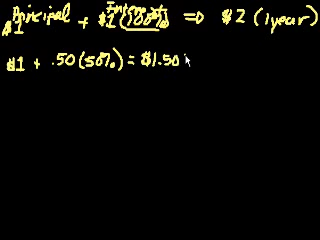 Principal Interest
$1 + $1 (100%) => $2 (1 year)
$1 + .50 (50%) = $1.50